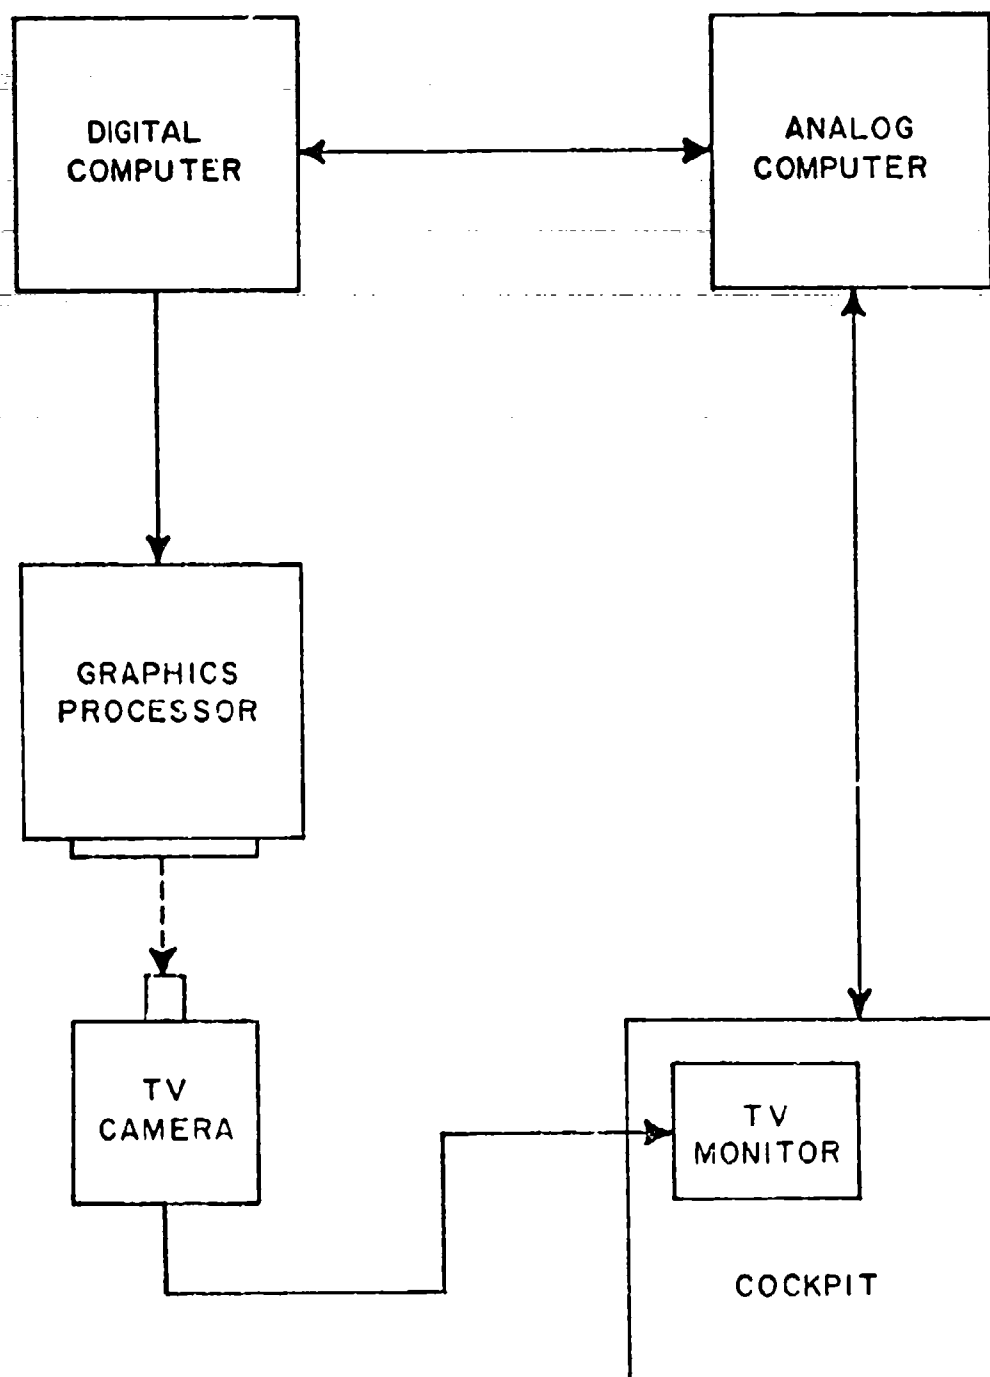 DIGITAL
COMPUTER
ANALOG
COMPUTER
GRAPHICS
PROCESSOR
TV
CAMERA
TV
MONITOR
COCKPIT